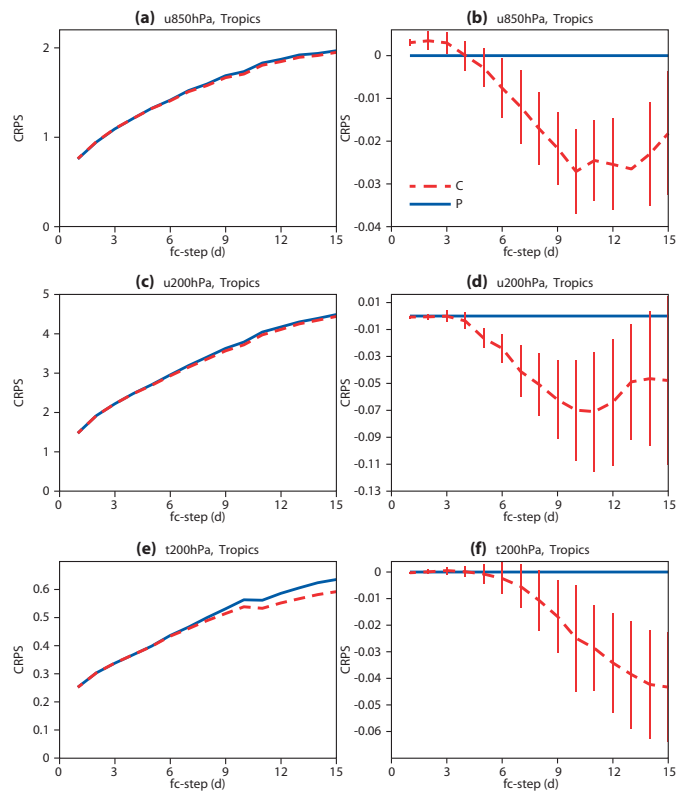 (a) u850hPa, Tropics
2
1
0
CRPS
0 3 6 9 12 15
fc-step (d)
(b) u850hPa, Tropics
0
-0.01
-0.02
-0.03
-0.04
CRPS
C
P
0 3 6 9 12 15
fc-step (d)
(c) u200hPa, Tropics
5
4
3
2
1
0
CRPS
0 3 6 9 12 15
fc-step (d)
(d) u200hPa, Tropics
0.01
-0.01
-0.03
-0.05
-0.07
-0.09
-0.11
-0.13
CRPS
0 3 6 9 12 15
fc-step (d)
(e) t200hPa, Tropics
0.6
0.5
0.4
0.3
0.2
0.1
0
CRPS
0 3 6 9 12 15
fc-step (d)
(f) t200hPa, Tropics
0
-0.01
-0.02
-0.03
-0.04
-0.05
-0.06
CRPS
0 3 6 9 12 15
fc-step (d)